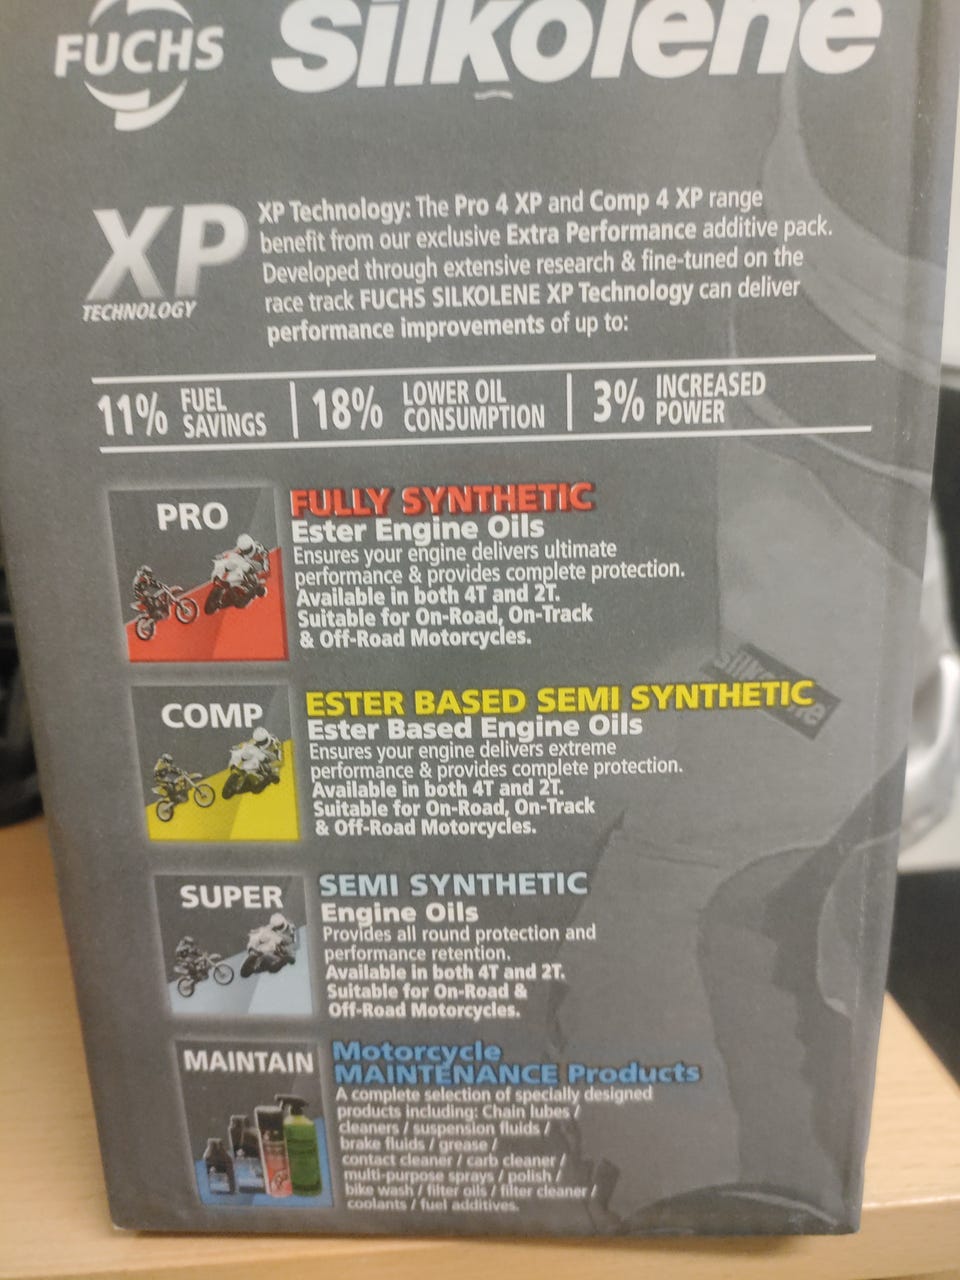 FUCHS
Silkolene
XP
TECHNOLOGY
XP Technology: The Pro 4 XP and Comp 4 XP range
benefit from our exclusive Extra Performance additive pack.
Developed through extensive research & fine-tuned on the
race track FUCHS SILKOLENE XP Technology can deliver
performance improvements of up to:
11% FUEL SAVINGS | 18% LOWER OIL CONSUMPTION | 3% INCREASED POWER
PRO
FULLY SYNTHETIC
Ester Engine Oils
Ensures your engine delivers ultimate
performance & provides complete protection.
Available in both 4T and 2T.
Suitable for On-Road, On-Track
& Off-Road Motorcycles.
COMP
ESTER BASED SEMI SYNTHETIC
Ester Based Engine Oils
Ensures your engine delivers extreme
performance & provides complete protection.
Available in both 4T and 2T.
Suitable for On-Road, On-Track
& Off-Road Motorcycles.
SUPER
SEMI SYNTHETIC
Engine Oils
Provides all round protection and
performance retention.
Available in both 4T and 2T.
Suitable for On-Road &
Off-Road Motorcycles.
MAINTAIN
Motorcycle
MAINTENANCE Products
A complete selection of specially designed
products including: Chain lubes /
cleaners / suspension fluids /
brake fluids / grease /
contact cleaner / carb cleaner /
multi-purpose sprays / polish /
bike wash / filter oils / filter cleaner /
coolants / fuel additives.